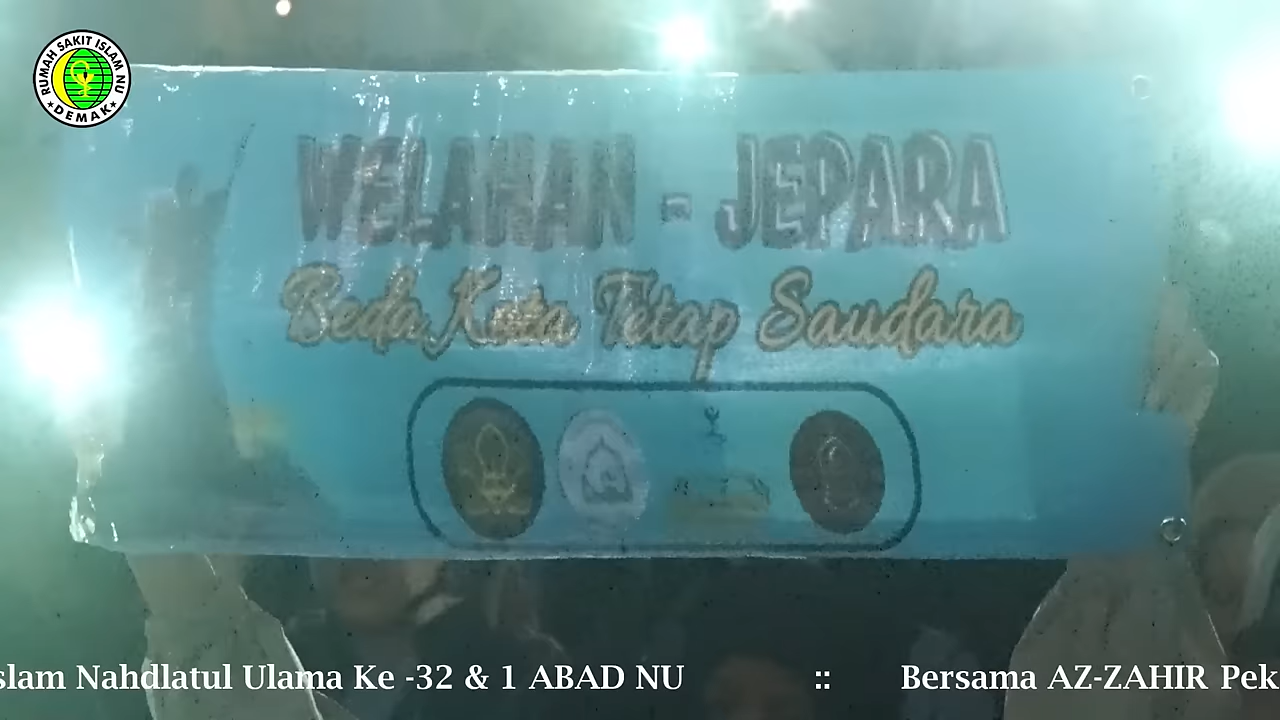 RUMAH SAKIT ISLAM NU
DEMAK
WELAHAN - JEPARA
Beda Kota Tetap Saudara
slam Nahdlatul Ulama Ke -32 & 1 ABAD NU :: Bersama AZ-ZAHIR Pek